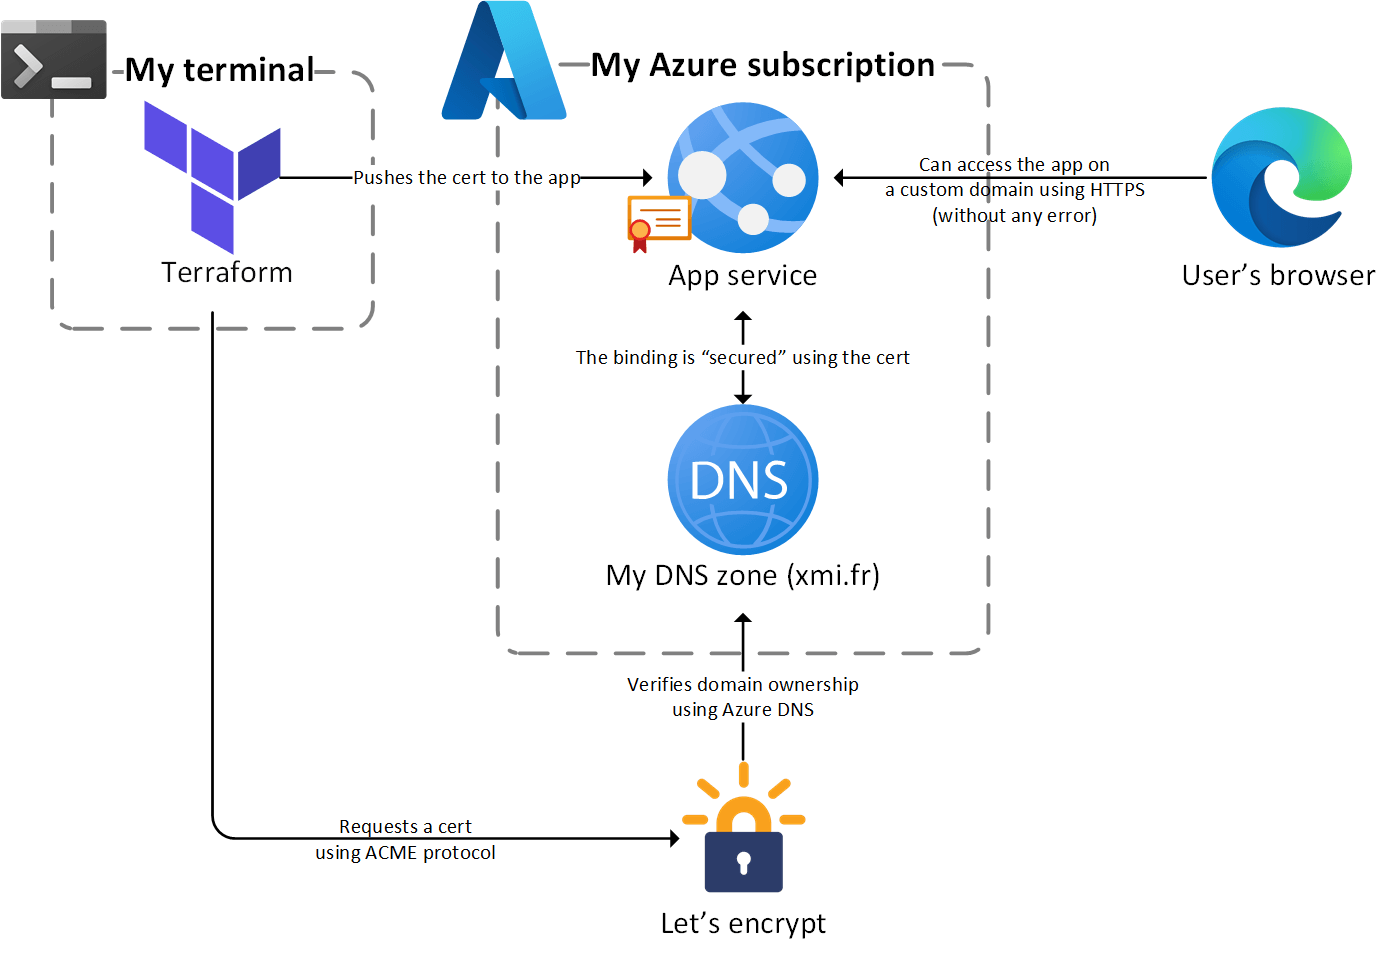 My terminal
My Azure subscription
Pushes the cert to the app
Can access the app on
a custom domain using HTTPS
(without any error)
Terraform
App service
User’s browser
The binding is “secured” using the cert
DNS
My DNS zone (xmi.fr)
Verifies domain ownership
using Azure DNS
Requests a cert
using ACME protocol
Let’s encrypt